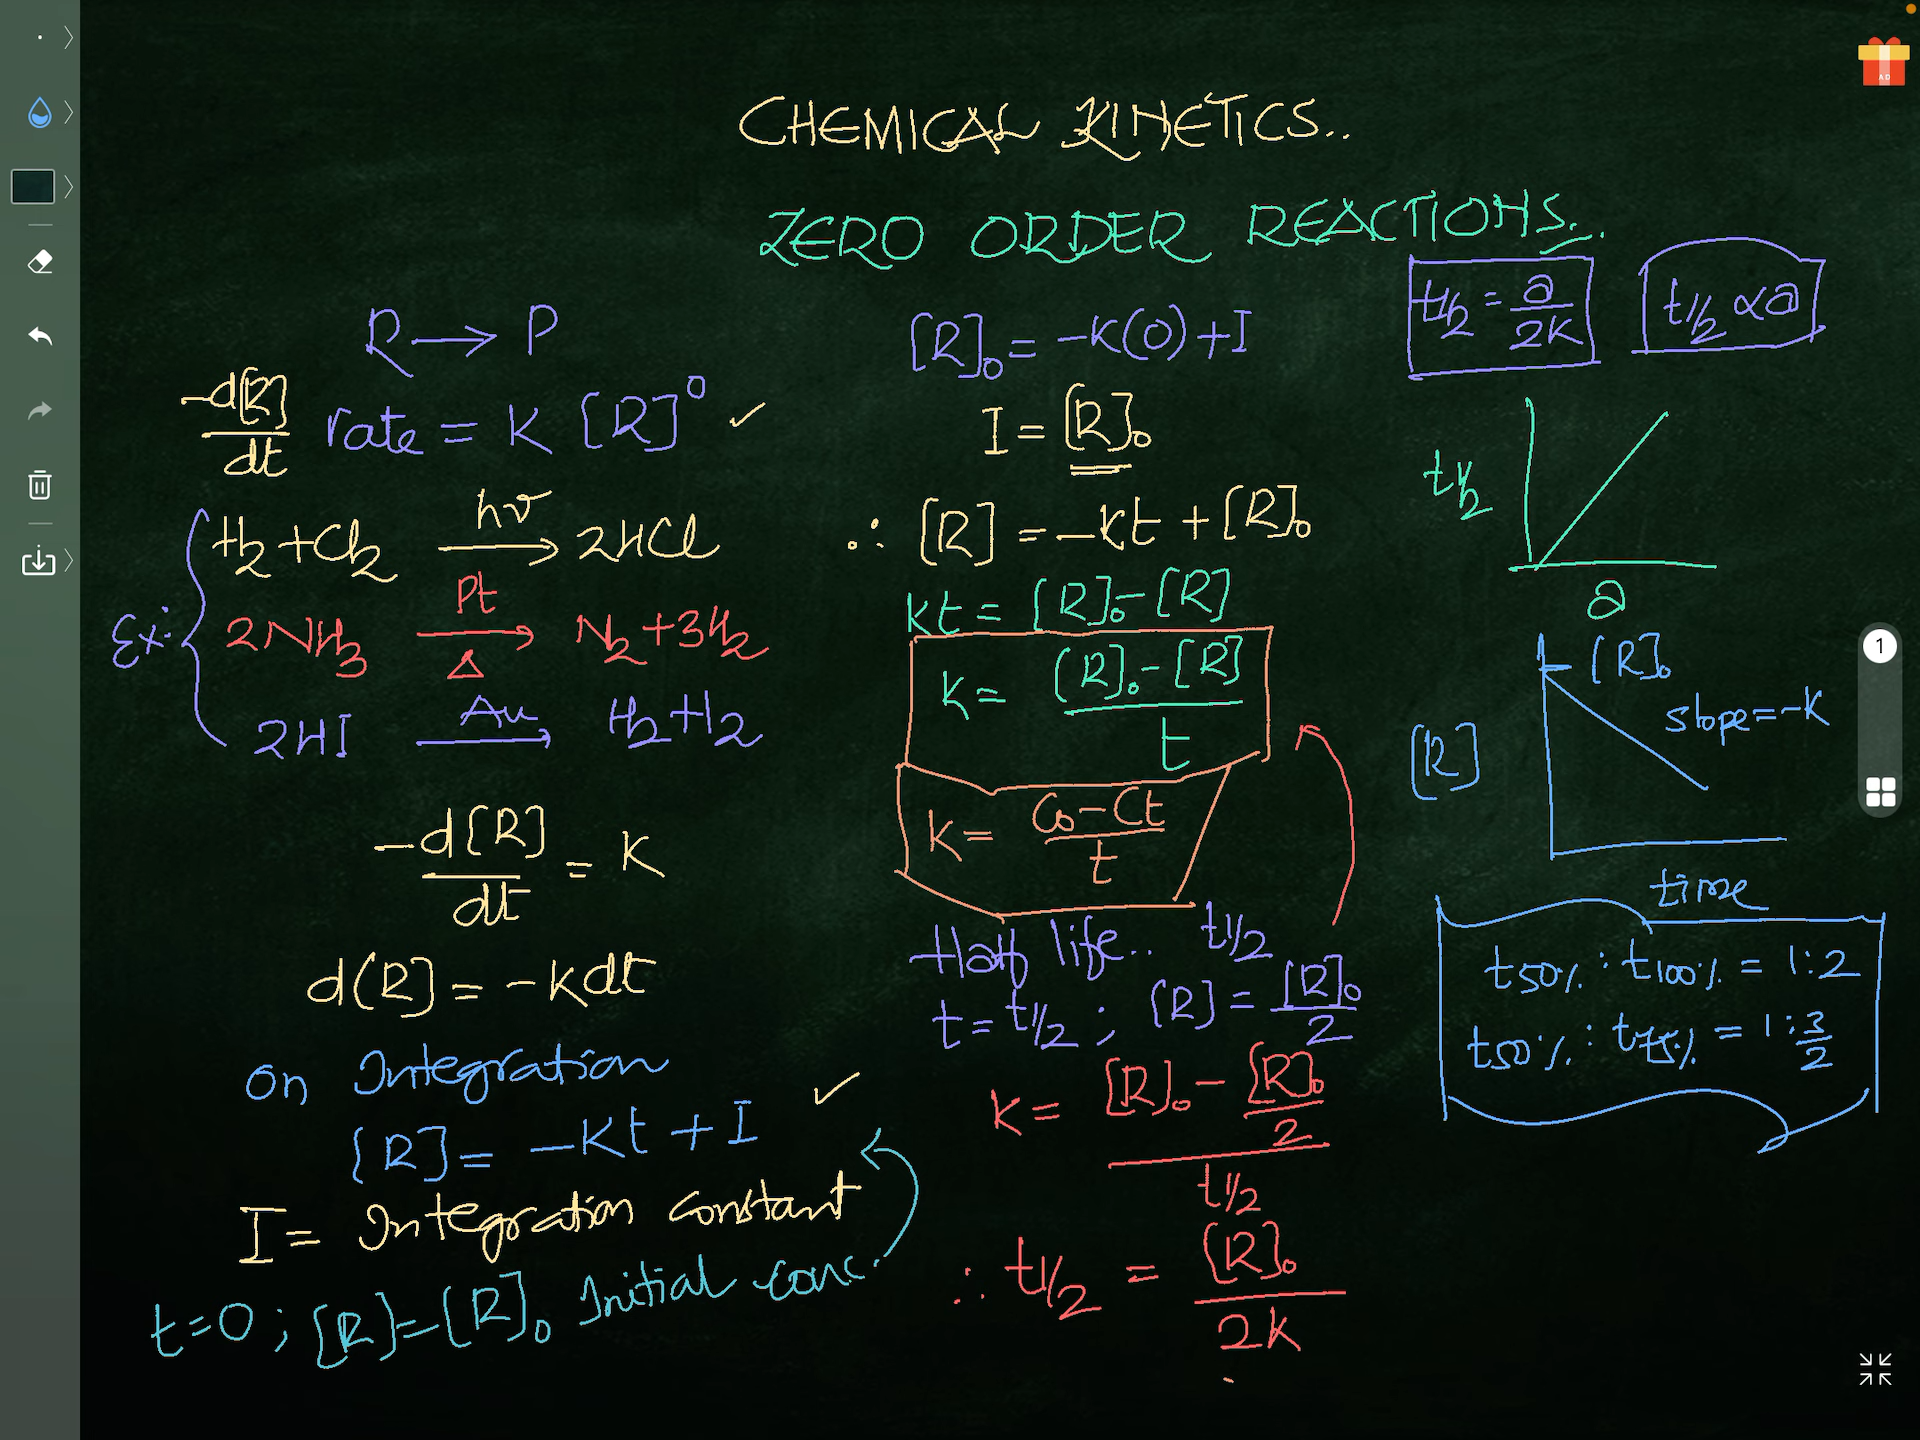 CHEMICAL KINETICS..
ZERO ORDER REACTIONS..
R → P
-d[R]/dt rate = K [R]⁰ ✓
Ex:
H₂ + Cl₂ —hν→ 2HCl
2NH₃ —Pt/Δ→ N₂ + 3H₂
2HI —Au→ H₂ + I₂
-d[R]/dt = K
d(R] = -Kdt
on Integration
[R] = -Kt + I ✓
I = Integration constant
t=0 ; [R]=[R]₀ Initial conc.
[R]₀ = -K(0) + I
I = [R]₀
∴ [R] = -Kt + [R]₀
Kt = [R]₀ - [R]
K = [R]₀ - [R] / t
K = C₀ - Ct / t
Half life.. t1/2
t = t1/2 ; [R] = [R]₀/2
K = [R]₀ - [R]₀/2 / t1/2
∴ t1/2 = [R]₀ / 2K
t1/2 = a/2K
t1/2 ∝ a
t1/2
a
[R]₀
slope = -K
[R]
time
t50% : t100% = 1:2
t50% : t75% = 1:3/2
AD
1